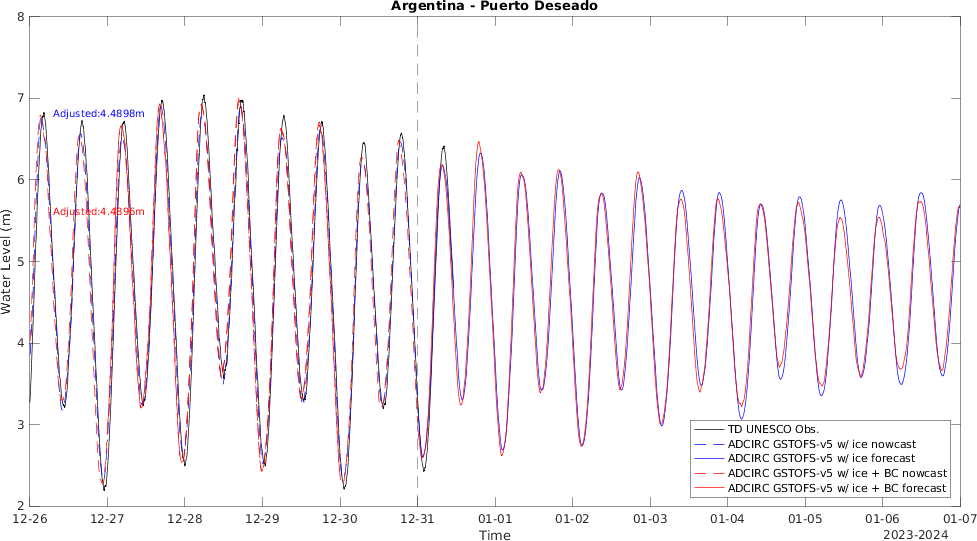 Argentina - Puerto Deseado
8
7
6
5
4
3
2
Water Level (m)
Adjusted:4.4898m
Adjusted:4.4396m
TD UNESCO Obs.
ADCIRC GSTOFS-v5 w/ ice nowcast
ADCIRC GSTOFS-v5 w/ ice forecast
ADCIRC GSTOFS-v5 w/ ice + BC nowcast
ADCIRC GSTOFS-v5 w/ ice + BC forecast
12-26 12-27 12-28 12-29 12-30 12-31 01-01 01-02 01-03 01-04 01-05 01-06 01-07
Time
2023-2024